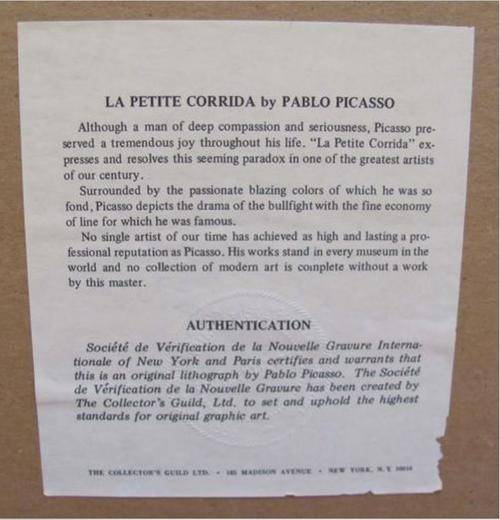 LA PETITE CORRIDA by PABLO PICASSO
Although a man of deep compassion and seriousness, Picasso pre-
served a tremendous joy throughout his life. “La Petite Corrida” ex-
presses and resolves this seeming paradox in one of the greatest artists
of our century.
Surrounded by the passionate blazing colors of which he was so
fond, Picasso depicts the drama of the bullfight with the fine economy
of line for which he was famous.
No single artist of our time has achieved as high and lasting a pro-
fessional reputation as Picasso. His works stand in every museum in the
world and no collection of modern art is complete without a work
by this master.
AUTHENTICATION
Société de Vérification de la Nouvelle Gravure Interna-
tionale of New York and Paris certifies and warrants that
this is an original lithograph by Pablo Picasso. The Société
de Vérification de la Nouvelle Gravure has been created by
The Collector's Guild, Ltd. to set and uphold the highest
standards for original graphic art.
THE COLLECTOR'S GUILD LTD. • 185 MADISON AVENUE • NEW YORK, N. Y. 10016